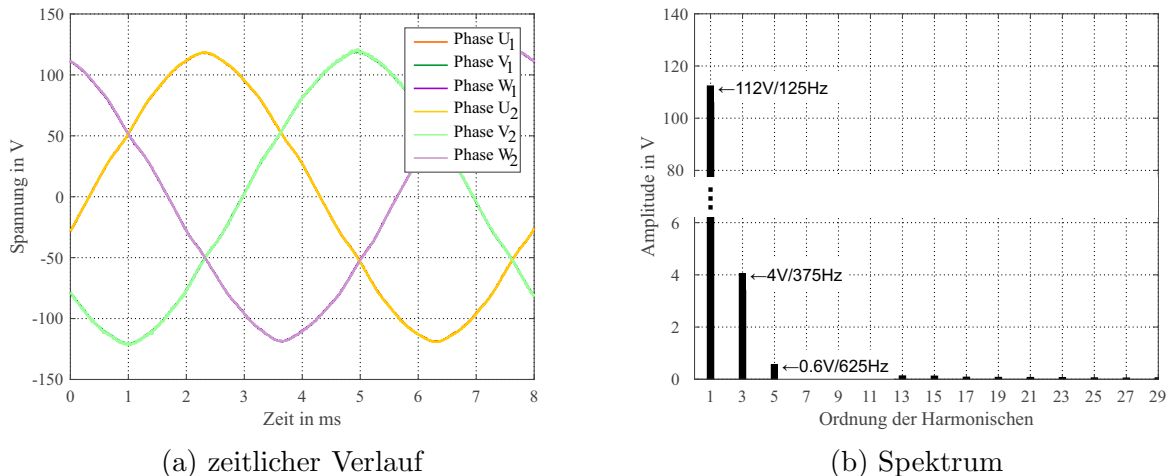 150
100
50
0
-50
-100
-150
Spannung in V
0 1 2 3 4 5 6 7 8
Zeit in ms
Phase U1
Phase V1
Phase W1
Phase U2
Phase V2
Phase W2
(a) zeitlicher Verlauf
140
120
100
80
6
4
2
0
Amplitude in V
←112V/125Hz
←4V/375Hz
←0.6V/625Hz
1 3 5 7 9 11 13 15 17 19 21 23 25 27 29
Ordnung der Harmonischen
(b) Spektrum